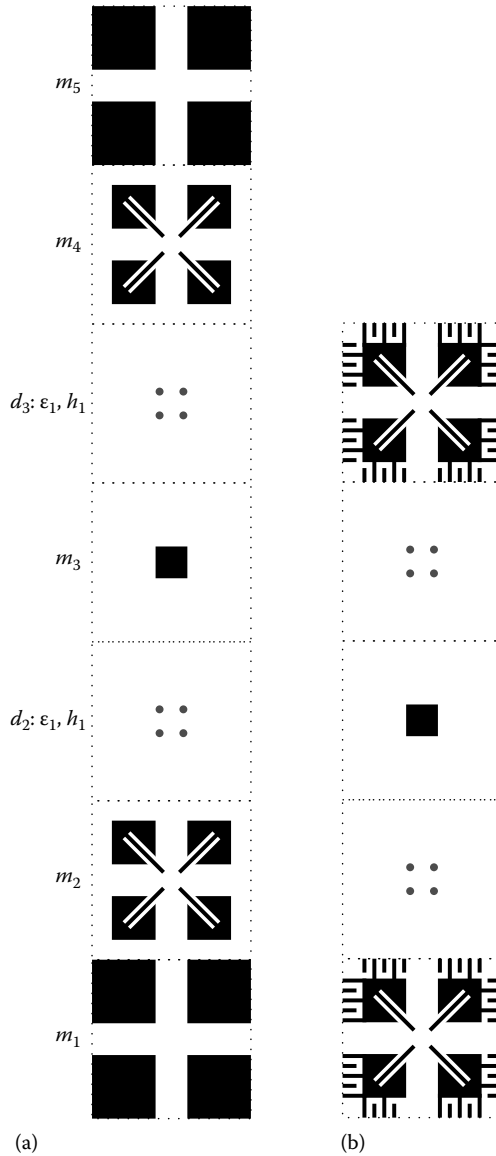 m₅
m₄
d₃: ε₁, h₁
m₃
d₂: ε₁, h₁
m₂
m₁
(a) (b)